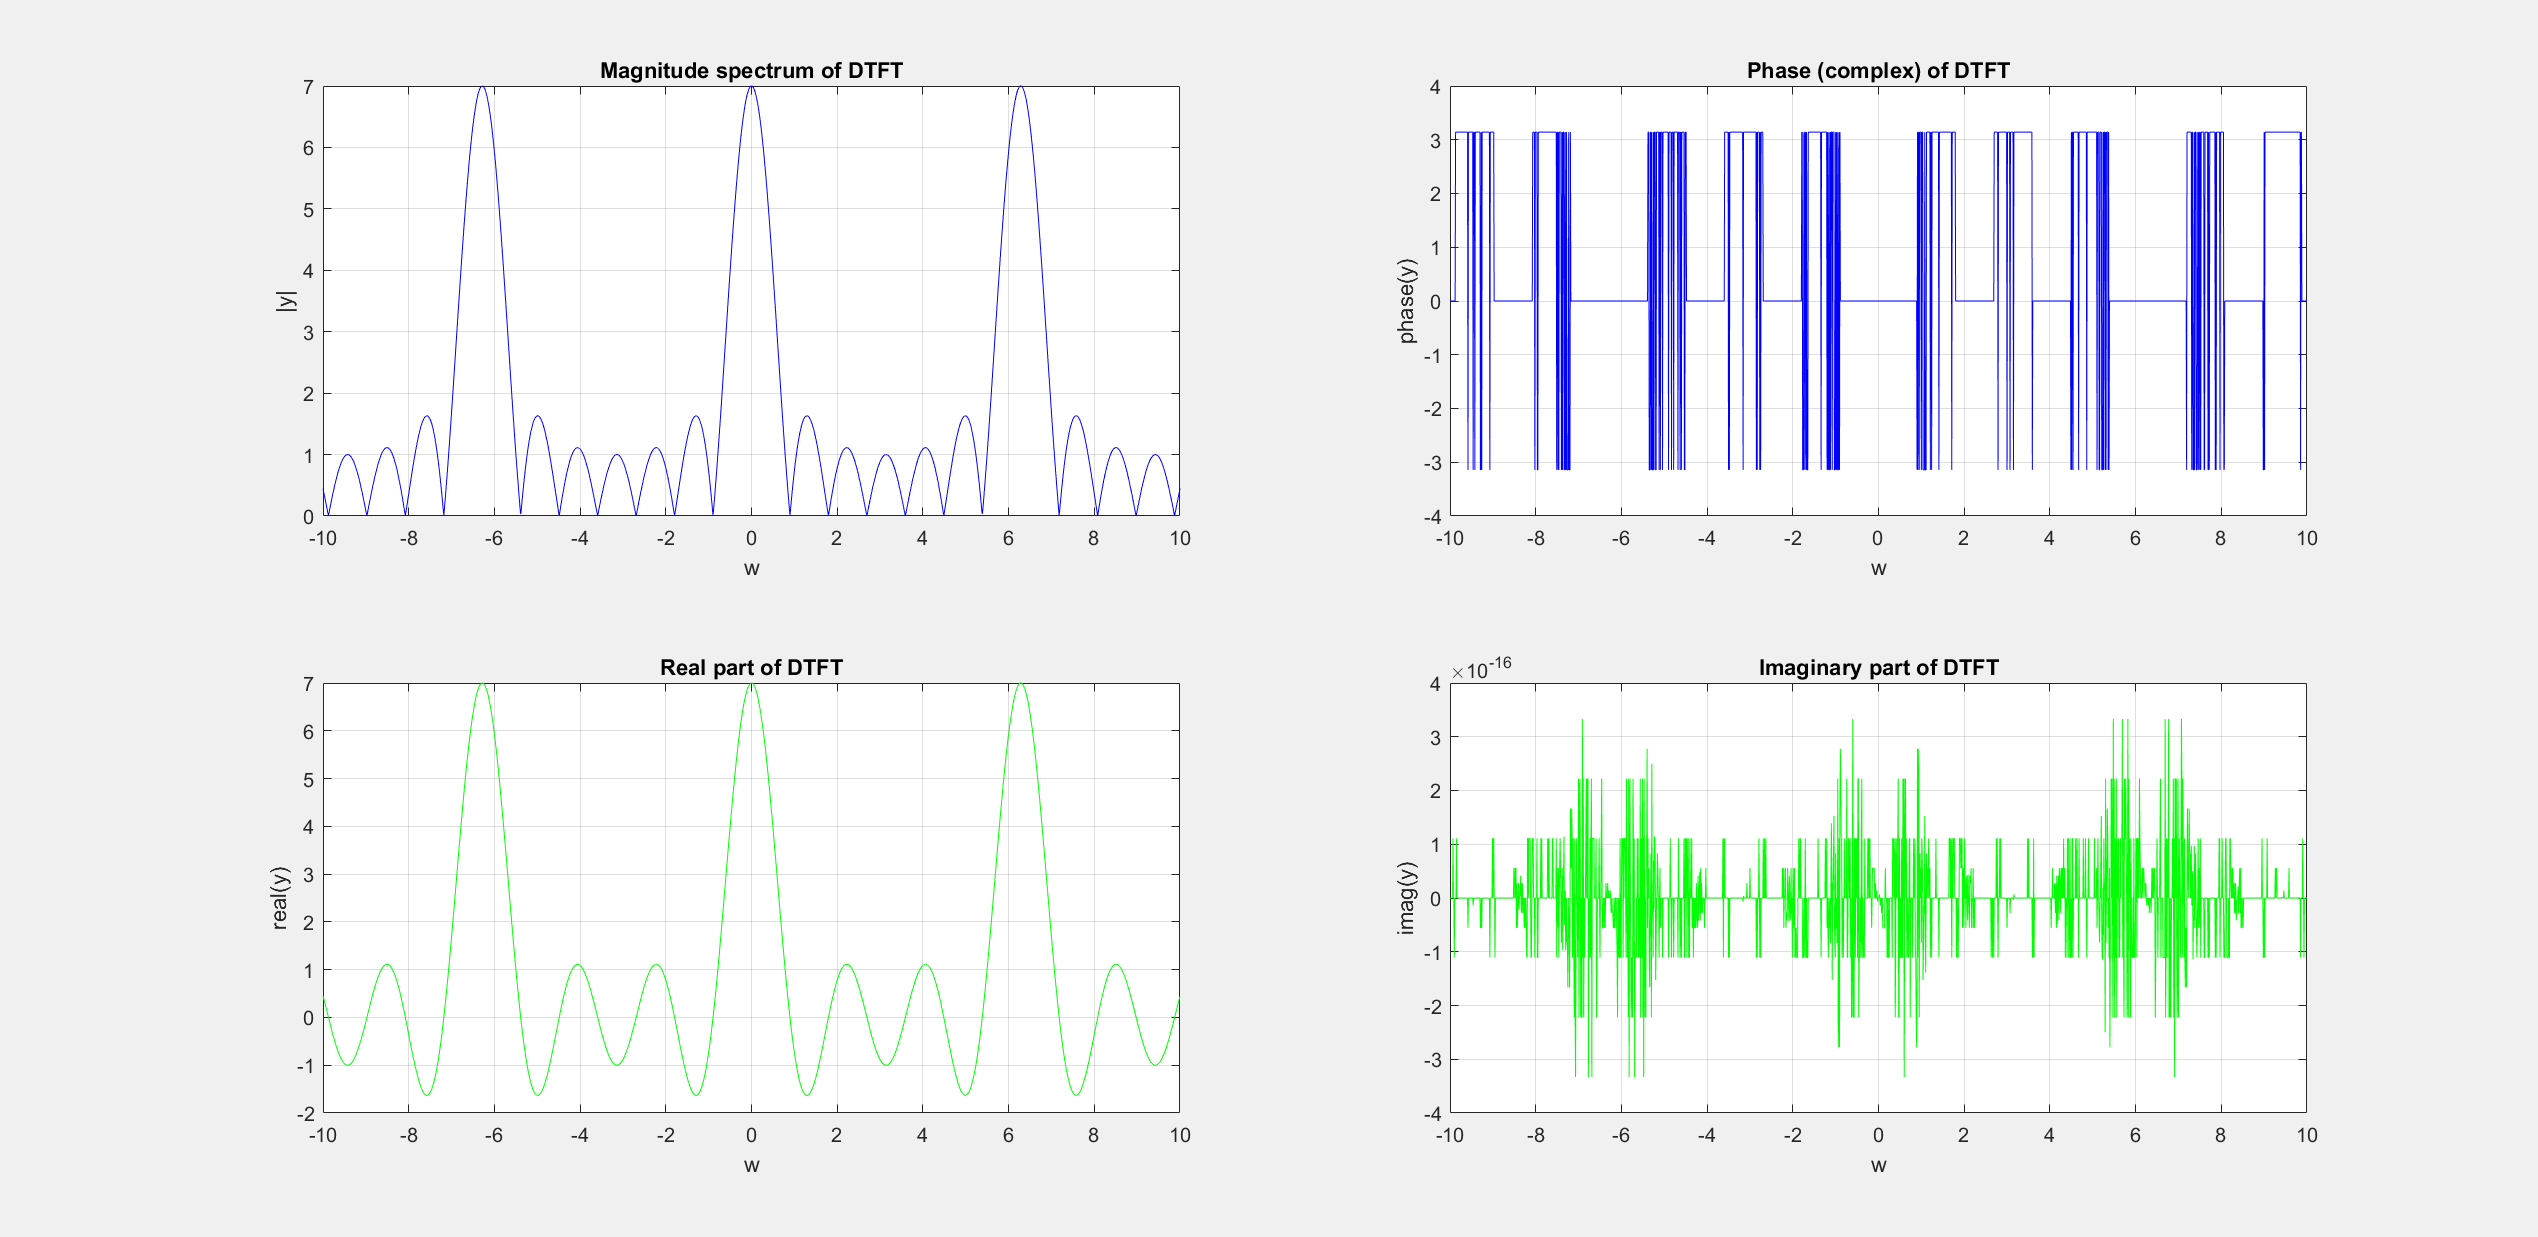 Magnitude spectrum of DTFT
7
6
5
4
3
2
1
0
|y|
-10 -8 -6 -4 -2 0 2 4 6 8 10
w
Phase (complex) of DTFT
4
3
2
1
0
-1
-2
-3
-4
phase(y)
-10 -8 -6 -4 -2 0 2 4 6 8 10
w
Real part of DTFT
7
6
5
4
3
2
1
0
-1
-2
real(y)
-10 -8 -6 -4 -2 0 2 4 6 8 10
w
Imaginary part of DTFT
×10-16
4
3
2
1
0
-1
-2
-3
-4
imag(y)
-10 -8 -6 -4 -2 0 2 4 6 8 10
w